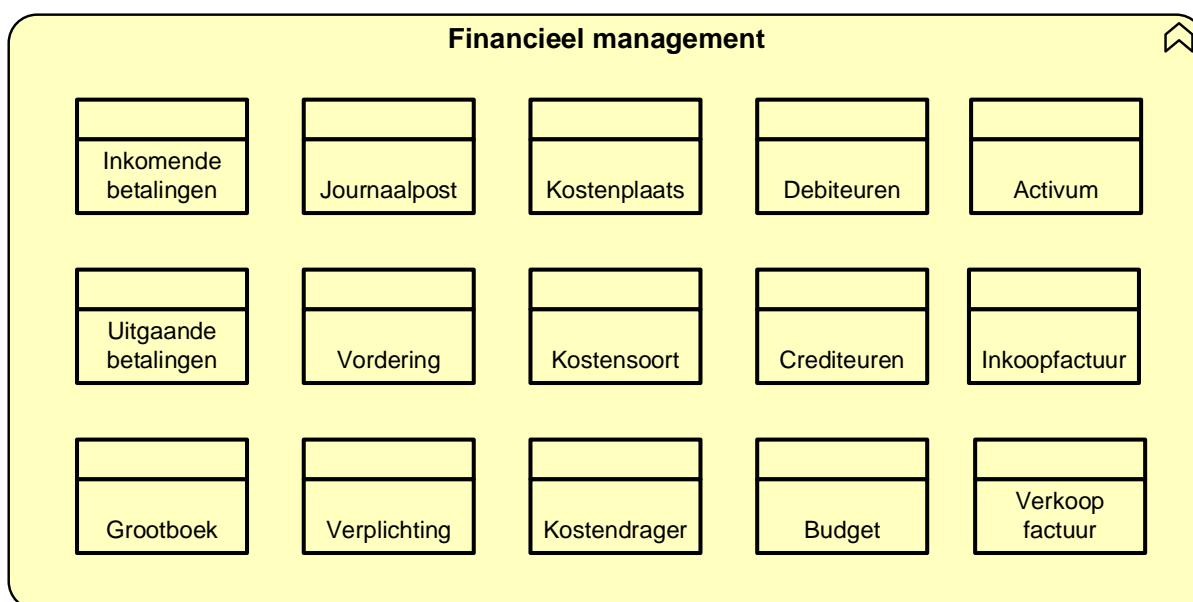 Financieel management
Inkomende
betalingen
Journaalpost
Kostenplaats
Debiteuren
Activum
Uitgaande
betalingen
Vordering
Kostensoort
Crediteuren
Inkoopfactuur
Grootboek
Verplichting
Kostendrager
Budget
Verkoop
factuur